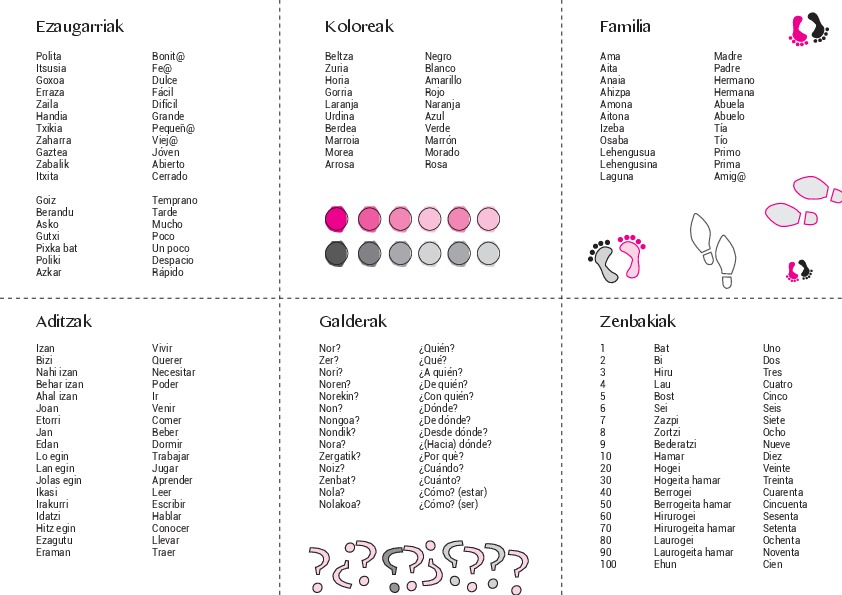 Ezaugarriak
Polita Bonit@
Itsusia Fe@
Goxoa Dulce
Erraza Fácil
Zaila Difícil
Handia Grande
Txikia Pequeñ@
Zaharra Viej@
Gaztea Jóven
Zabalik Abierto
Itxita Cerrado
Goiz Temprano
Berandu Tarde
Asko Mucho
Gutxi Poco
Pixka bat Un poco
Poliki Despacio
Azkar Rápido
Koloreak
Beltza Negro
Zuria Blanco
Horia Amarillo
Gorria Rojo
Laranja Naranja
Urdina Azul
Berdea Verde
Marroia Marrón
Morea Morado
Arrosa Rosa
Familia
Ama Madre
Aita Padre
Anaia Hermano
Ahizpa Hermana
Amona Abuela
Aitona Abuelo
Izeba Tía
Osaba Tío
Lehengusua Primo
Lehengusina Prima
Laguna Amig@
Aditzak
Izan Vivir
Bizi Querer
Nahi izan Necesitar
Behar izan Poder
Ahal izan Ir
Joan Venir
Etorri Comer
Jan Beber
Edan Dormir
Lo egin Trabajar
Lan egin Jugar
Jolas egin Aprender
Ikasi Leer
Irakurri Escribir
Idatzi Hablar
Hitz egin Conocer
Ezagutu Llevar
Eraman Traer
Galderak
Nor? ¿Quién?
Zer? ¿Qué?
Nori? ¿A quién?
Noren? ¿De quién?
Norekin? ¿Con quién?
Non? ¿Dónde?
Nongoa? ¿De dónde?
Nondik? ¿Desde dónde?
Nora? ¿(Hacia) dónde?
Zergatik? ¿Por què?
Noiz? ¿Cuándo?
Zenbat? ¿Cuánto?
Nola? ¿Cómo? (estar)
Nolakoa? ¿Cómo? (ser)
Zenbakiak
1 Bat Uno
2 Bi Dos
3 Hiru Tres
4 Lau Cuatro
5 Bost Cinco
6 Sei Seis
7 Zazpi Siete
8 Zortzi Ocho
9 Bederatzi Nueve
10 Hamar Diez
20 Hogei Veinte
30 Hogeita hamar Treinta
40 Berrogei Cuarenta
50 Berrogeita hamar Cincuenta
60 Hirurogei Sesenta
70 Hirurogeita hamar Setenta
80 Laurogei Ochenta
90 Laurogeita hamar Noventa
100 Ehun Cien